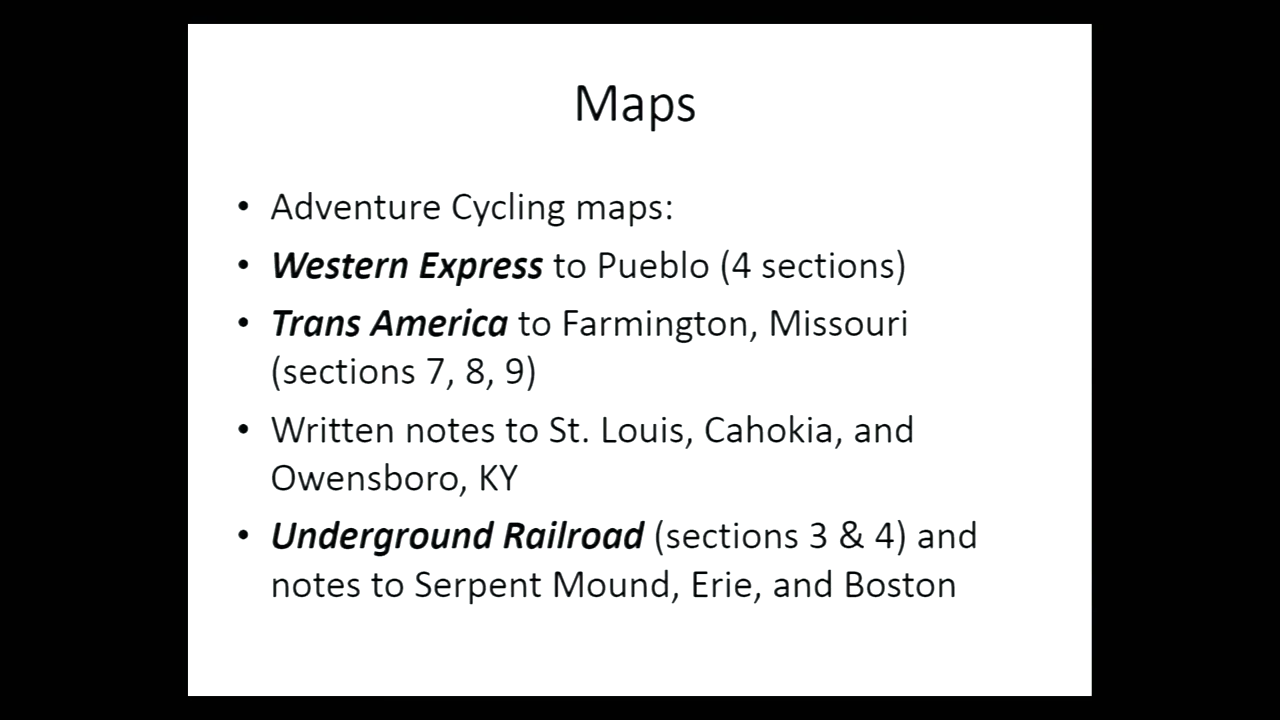 Maps
• Adventure Cycling maps:
• Western Express to Pueblo (4 sections)
• Trans America to Farmington, Missouri
(sections 7, 8, 9)
• Written notes to St. Louis, Cahokia, and
Owensboro, KY
• Underground Railroad (sections 3 & 4) and
notes to Serpent Mound, Erie, and Boston